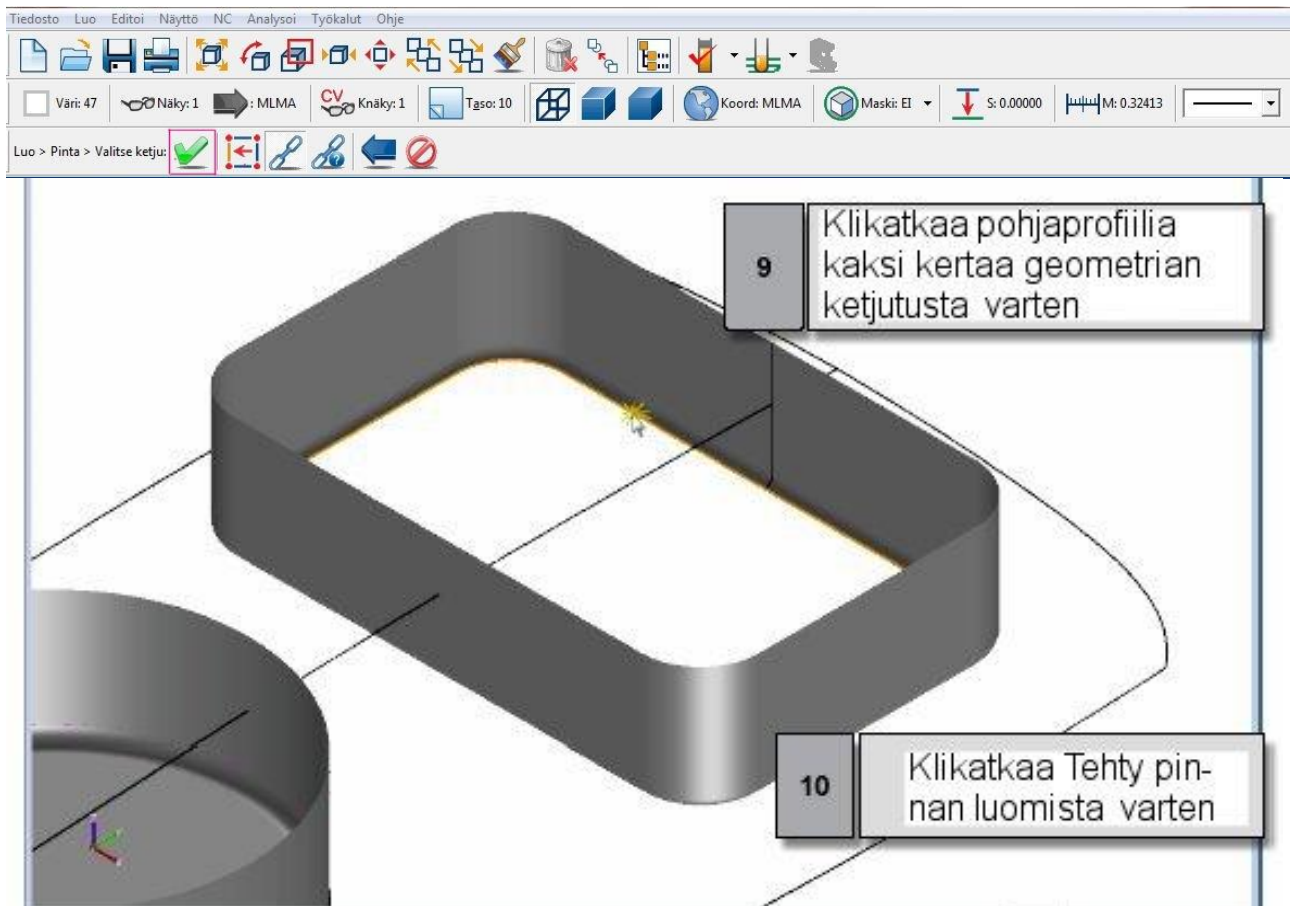 Tiedosto Luo Editoi Näyttö NC Analysoi Työkalut Ohje
Väri: 47 Näky: 1 : MLMA CV Knäky: 1 Taso: 10 Koord: MLMA Maski: EI S: 0.00000 M: 0.32413
Luo > Pinta > Valitse ketju:
9
Klikatkaa pohjaprofiilia
kaksi kertaa geometrian
ketjutusta varten
10
Klikatkaa Tehty pin-
nan luomista varten